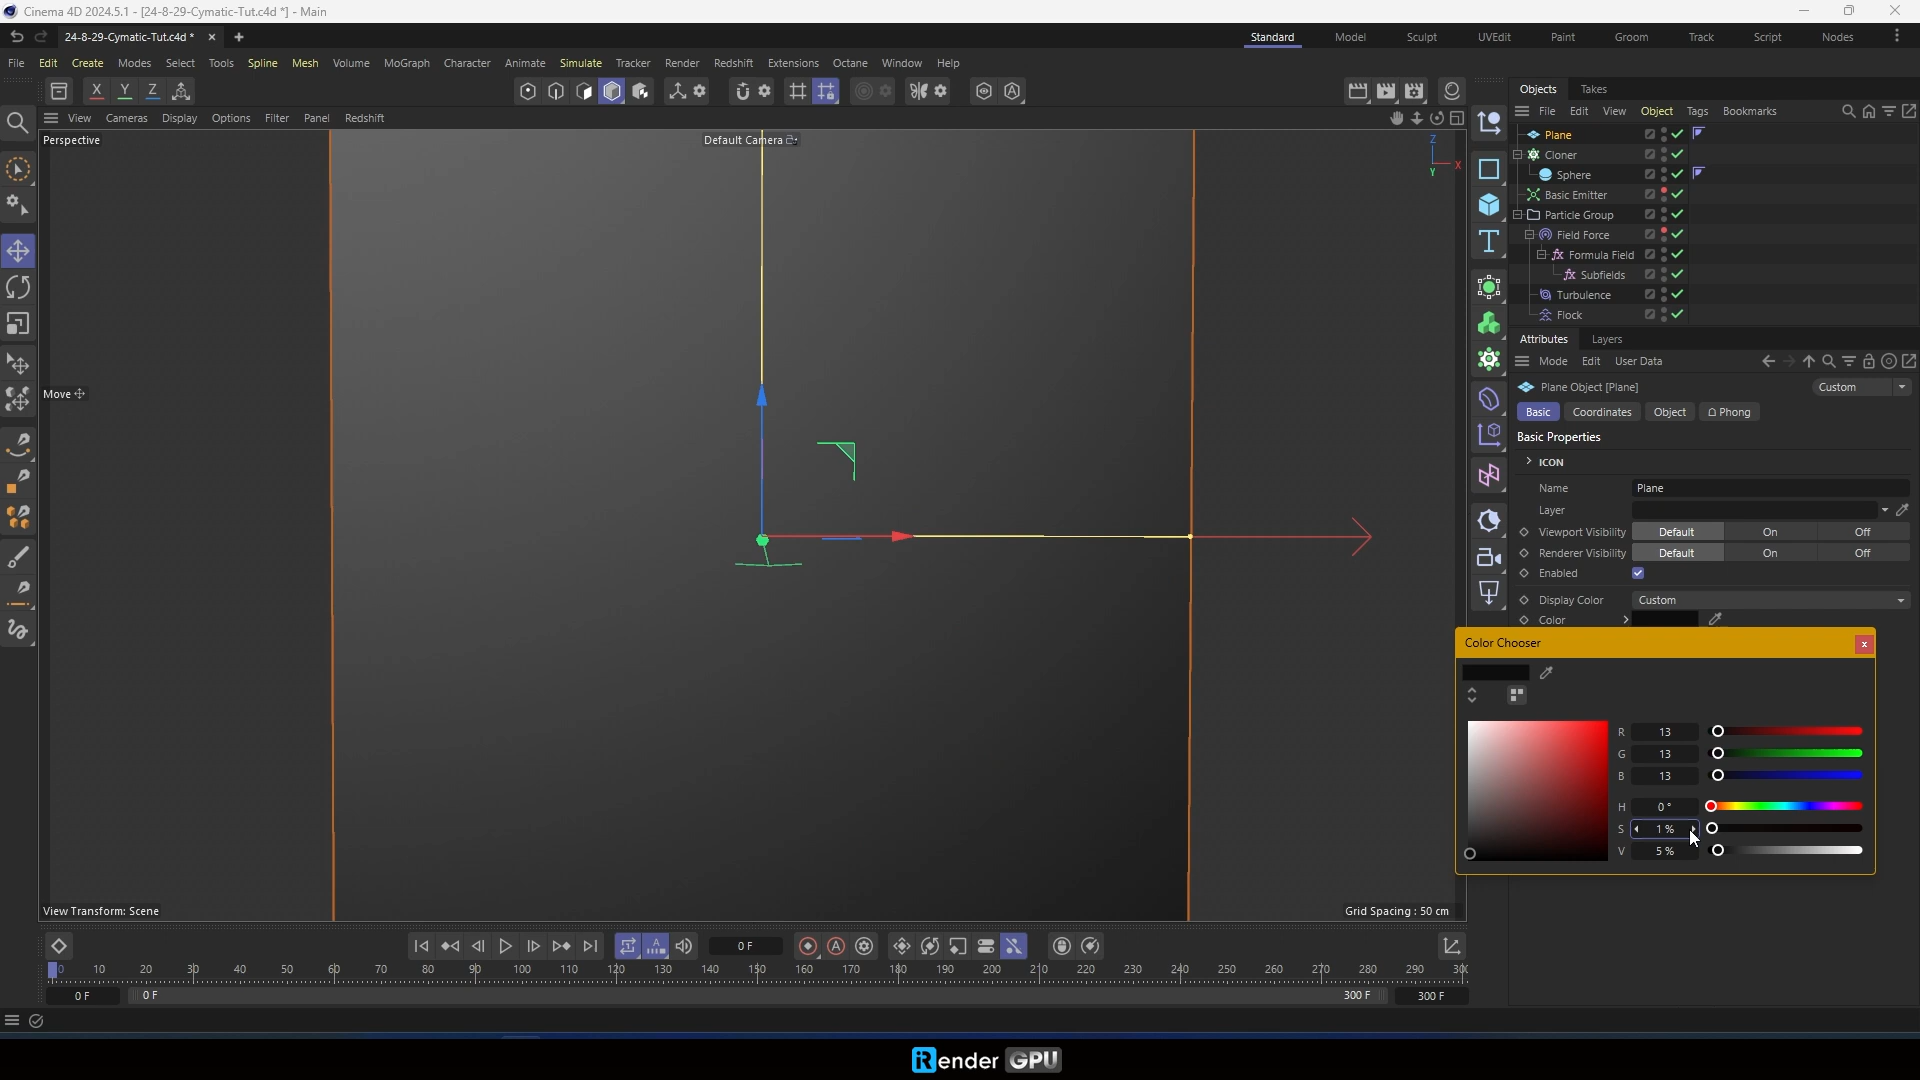 Cinema 4D 2024.5.1 - [24-8-29-Cymatic-Tut.c4d *] - Main
24-8-29-Cymatic-Tut.c4d *
Standard Model Sculpt UVEdit Paint Groom Track Script Nodes
File Edit Create Modes Select Tools Spline Mesh Volume MoGraph Character Animate Simulate Tracker Render Redshift Extensions Octane Window Help
X Y Z
View Cameras Display Options Filter Panel Redshift
Perspective
Default Camera
Z
X
Y
Move
View Transform: Scene
Grid Spacing : 50 cm
Objects Takes
File Edit View Object Tags Bookmarks
Plane
Cloner
Sphere
Basic Emitter
Particle Group
Field Force
Formula Field
Subfields
Turbulence
Flock
Attributes Layers
Mode Edit User Data
Plane Object [Plane]
Custom
Basic Coordinates Object Phong
Basic Properties
ICON
Name Plane
Layer
Viewport Visibility Default On Off
Renderer Visibility Default On Off
Enabled
Display Color Custom
Color
Color Chooser
R 13
G 13
B 13
H 0 °
S 1 %
V 5 %
0 F
0 10 20 30 40 50 60 70 80 90 100 110 120 130 140 150 160 170 180 190 200 210 220 230 240 250 260 270 280 290
0 F 0 F 300 F 300 F
iRender GPU